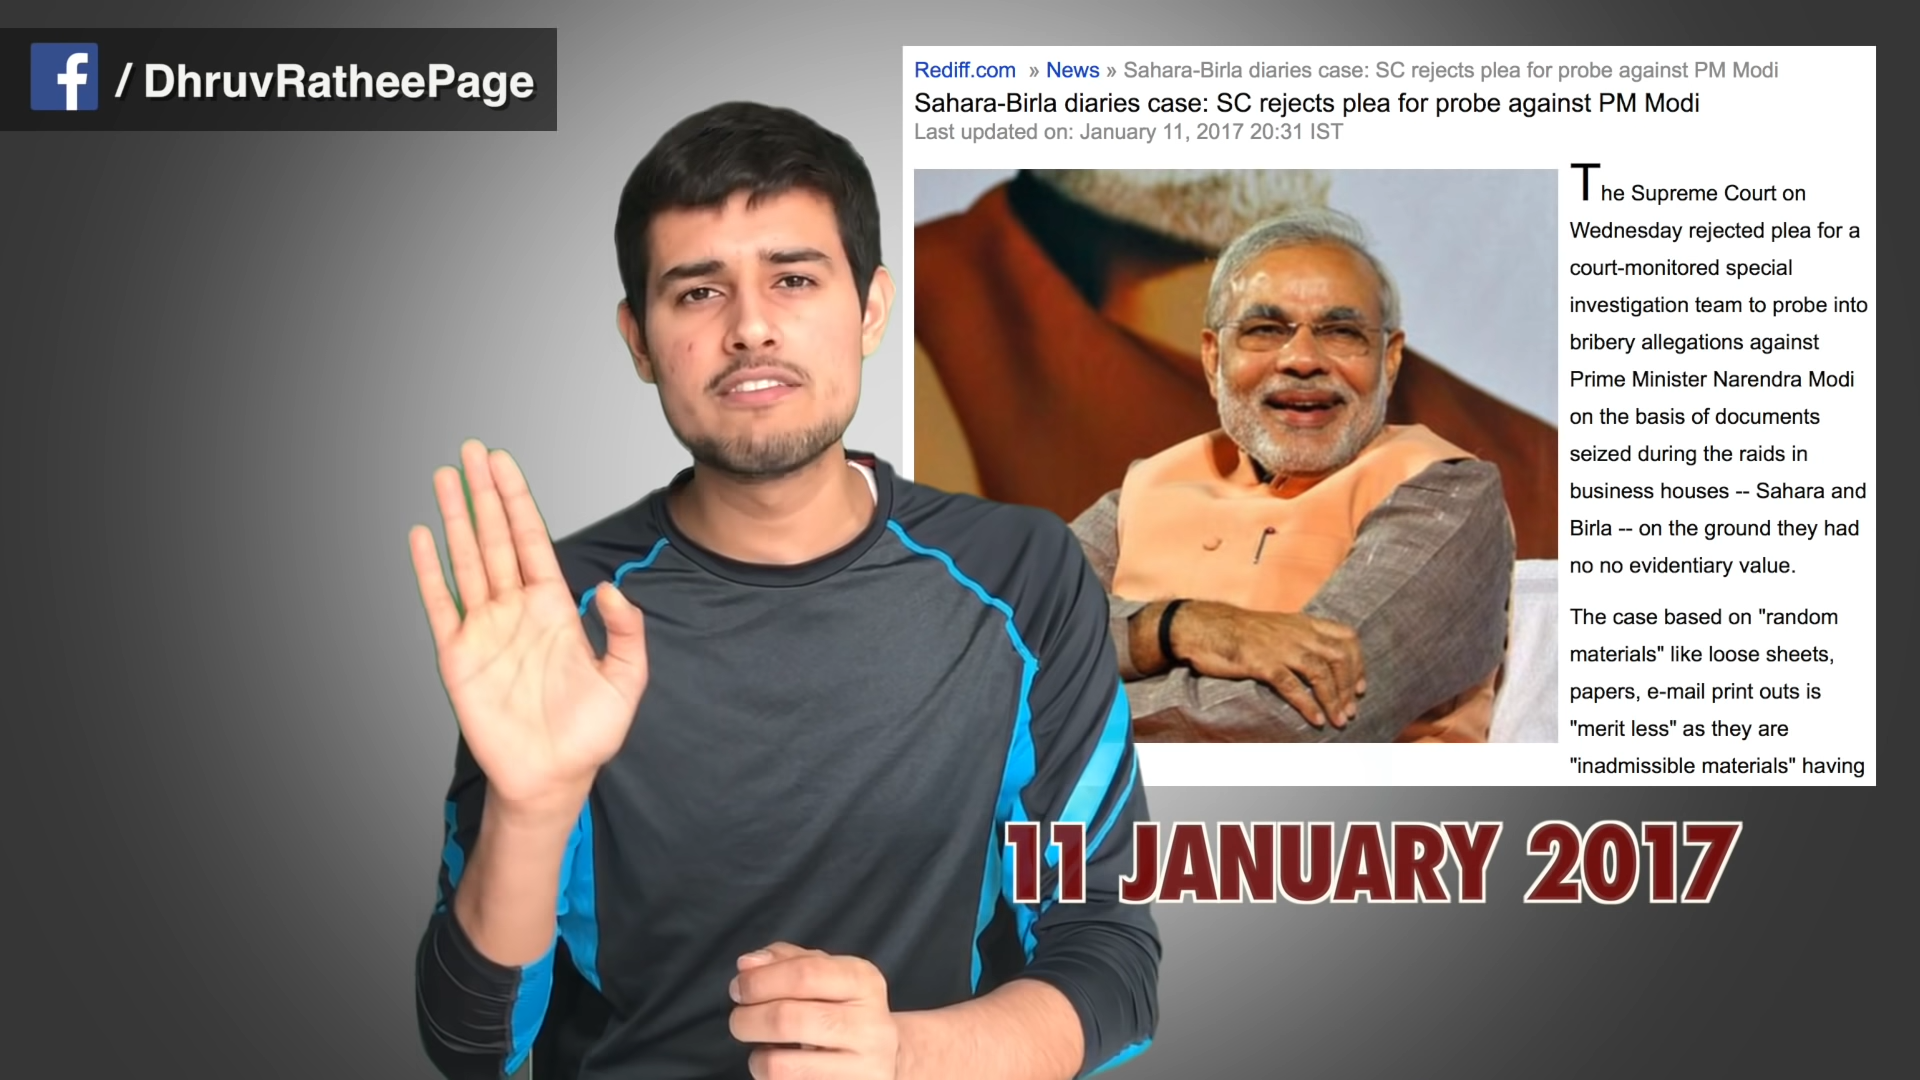 f / DhruvRatheePage
Rediff.com » News » Sahara-Birla diaries case: SC rejects plea for probe against PM Modi
Sahara-Birla diaries case: SC rejects plea for probe against PM Modi
Last updated on: January 11, 2017 20:31 IST
The Supreme Court on
Wednesday rejected plea for a
court-monitored special
investigation team to probe into
bribery allegations against
Prime Minister Narendra Modi
on the basis of documents
seized during the raids in
business houses -- Sahara and
Birla -- on the ground they had
no no evidentiary value.
The case based on "random
materials" like loose sheets,
papers, e-mail print outs is
"merit less" as they are
"inadmissible materials" having
11 JANUARY 2017